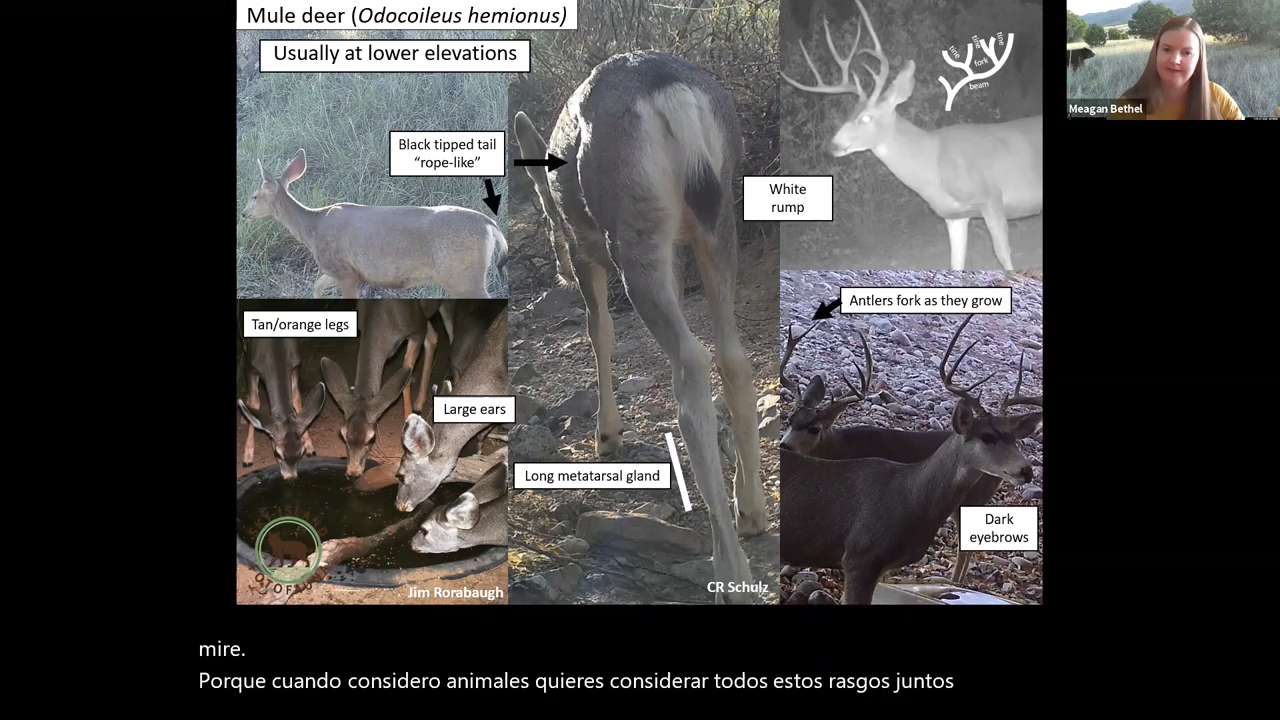 Mule deer (Odocoileus hemionus)
Usually at lower elevations
Black tipped tail
"rope-like"
White
rump
tine
tine
tine
fork
beam
Meagan Bethel
Antlers fork as they grow
Tan/orange legs
Large ears
Long metatarsal gland
Dark
eyebrows
Jim Rorabaugh
CR Schulz
mire.
Porque cuando considero animales quieres considerar todos estos rasgos juntos